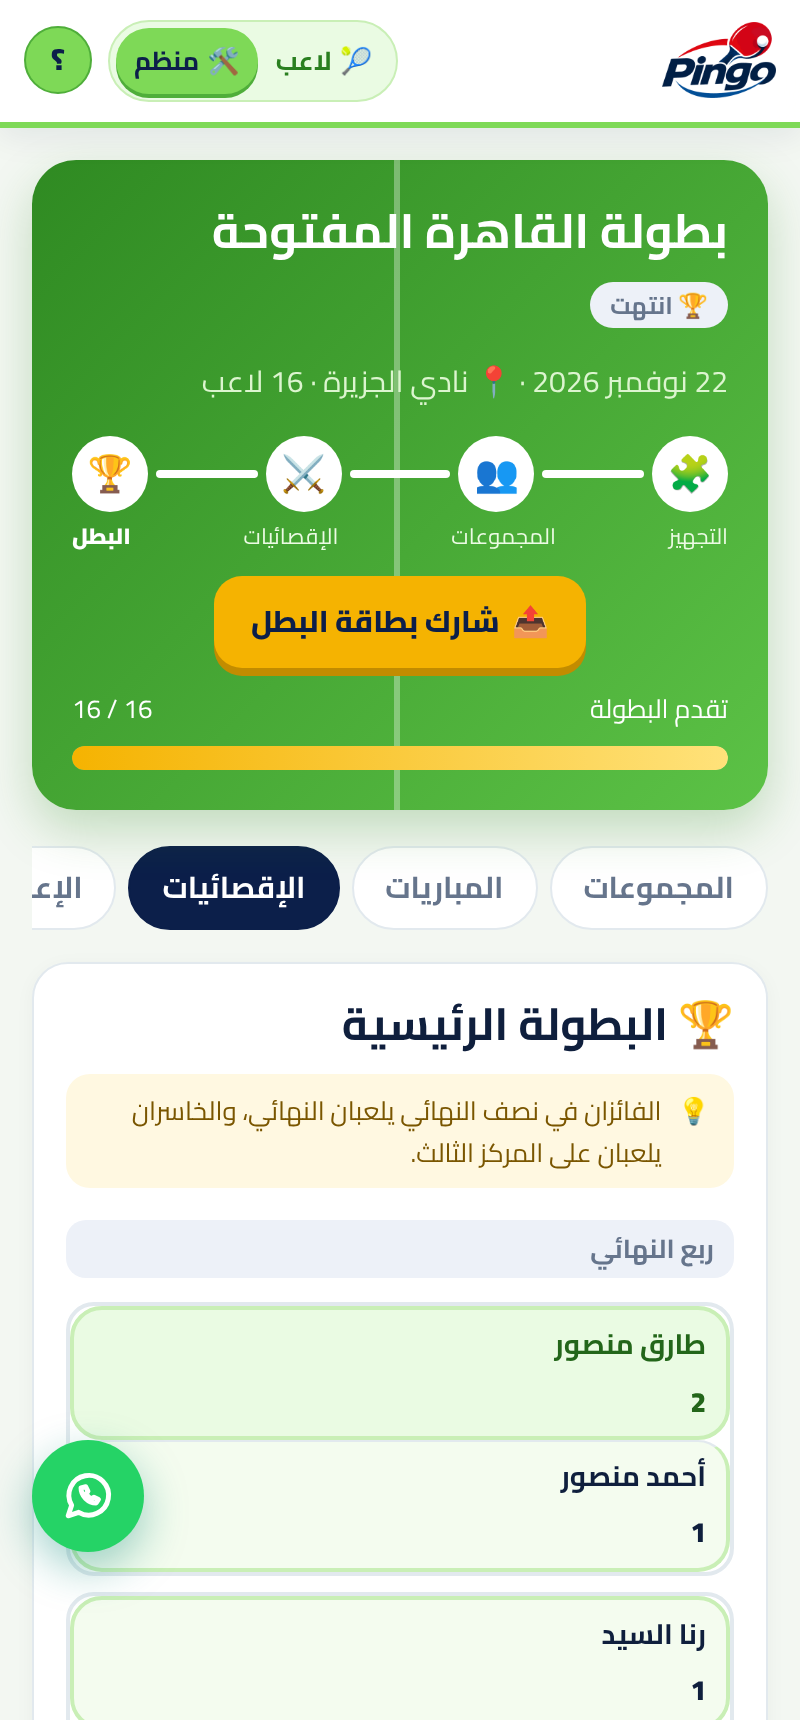 Pingo
لاعب
منظم
؟
بطولة القاهرة المفتوحة
انتهت
22 نوفمبر 2026 · نادي الجزيرة · 16 لاعب
التجهيز
المجموعات
الإقصائيات
البطل
شارك بطاقة البطل
تقدم البطولة
16 / 16
المجموعات
المباريات
الإقصائيات
البطولة الرئيسية
الفائزان في نصف النهائي يلعبان النهائي، والخاسران
يلعبان على المركز الثالث.
ربع النهائي
طارق منصور
2
أحمد منصور
1
رنا السيد
1